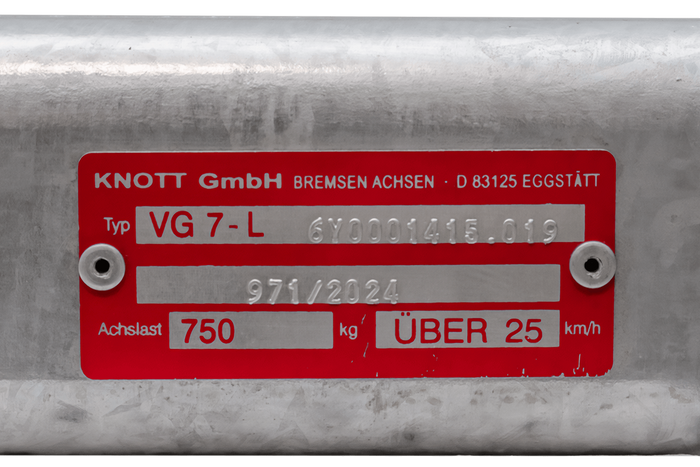 KNOTT GmbH BREMSEN ACHSEN · D 83125 EGGSTÄTT
Typ VG 7-L 6Y0001415.019
971/2024
Achslast 750 kg ÜBER 25 km/h